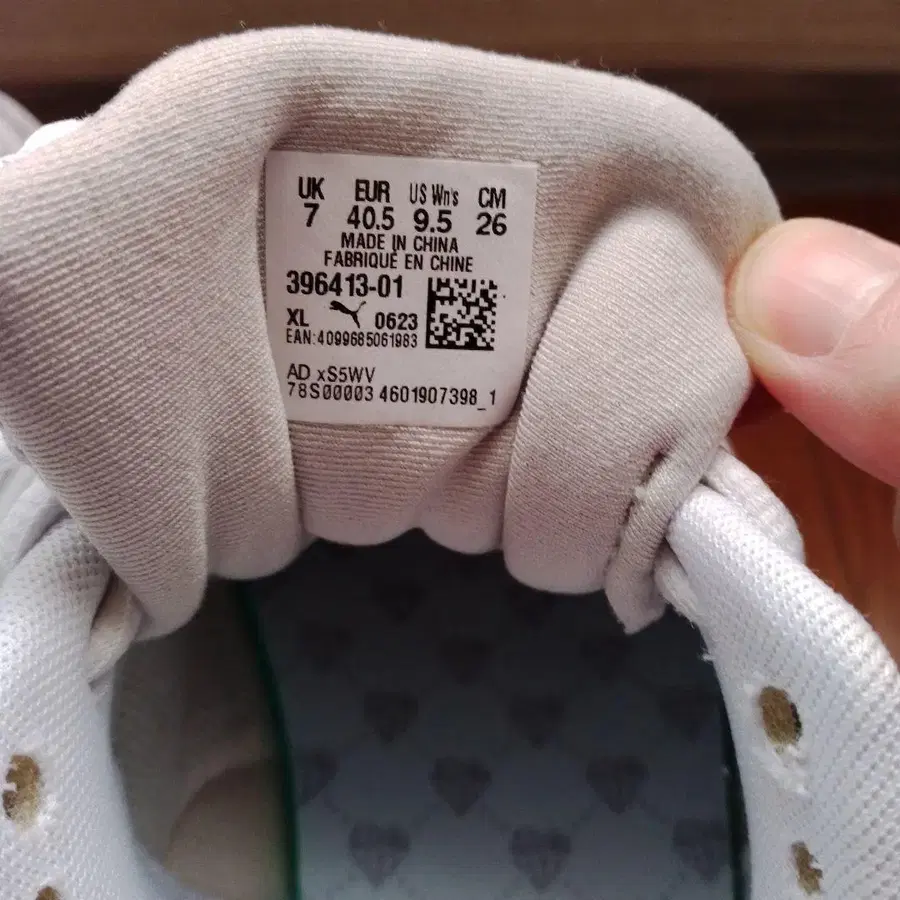 UK EUR US Wn's CM
7 40.5 9.5 26
MADE IN CHINA
FABRIQUÉ EN CHINE
396413-01
XL 0623
EAN:4099685061983
AD xS5WV
78S00003 4601907398_1